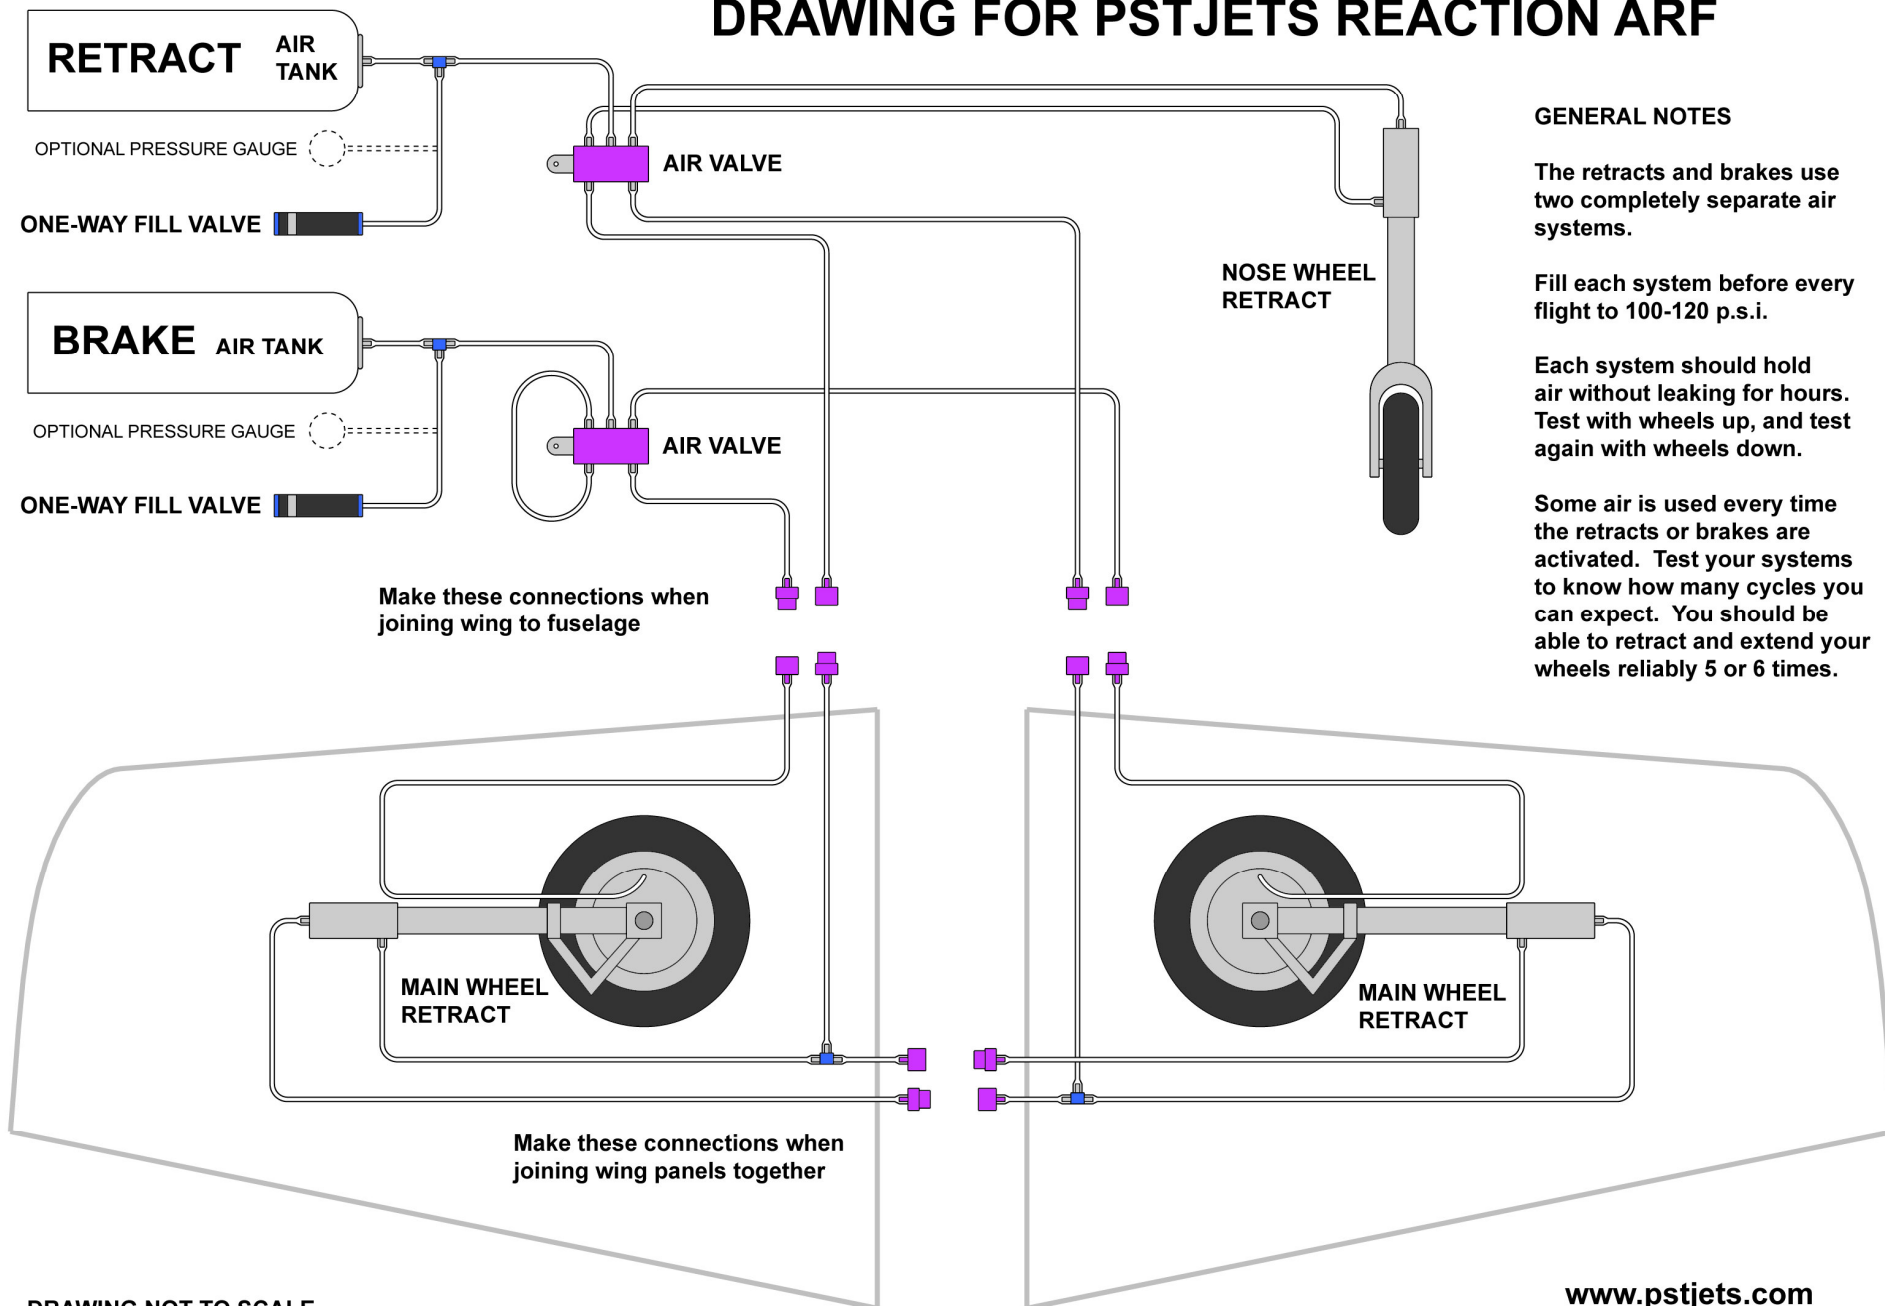 DRAWING FOR PSTJETS REACTION ARF
RETRACT AIR
TANK
OPTIONAL PRESSURE GAUGE
ONE-WAY FILL VALVE
AIR VALVE
BRAKE AIR TANK
OPTIONAL PRESSURE GAUGE
ONE-WAY FILL VALVE
AIR VALVE
NOSE WHEEL
RETRACT
GENERAL NOTES
The retracts and brakes use
two completely separate air
systems.
Fill each system before every
flight to 100-120 p.s.i.
Each system should hold
air without leaking for hours.
Test with wheels up, and test
again with wheels down.
Some air is used every time
the retracts or brakes are
activated.  Test your systems
to know how many cycles you
can expect.  You should be
able to retract and extend your
wheels reliably 5 or 6 times.
Make these connections when
joining wing to fuselage
MAIN WHEEL
RETRACT
MAIN WHEEL
RETRACT
Make these connections when
joining wing panels together
DRAWING NOT TO SCALE
www.pstjets.com